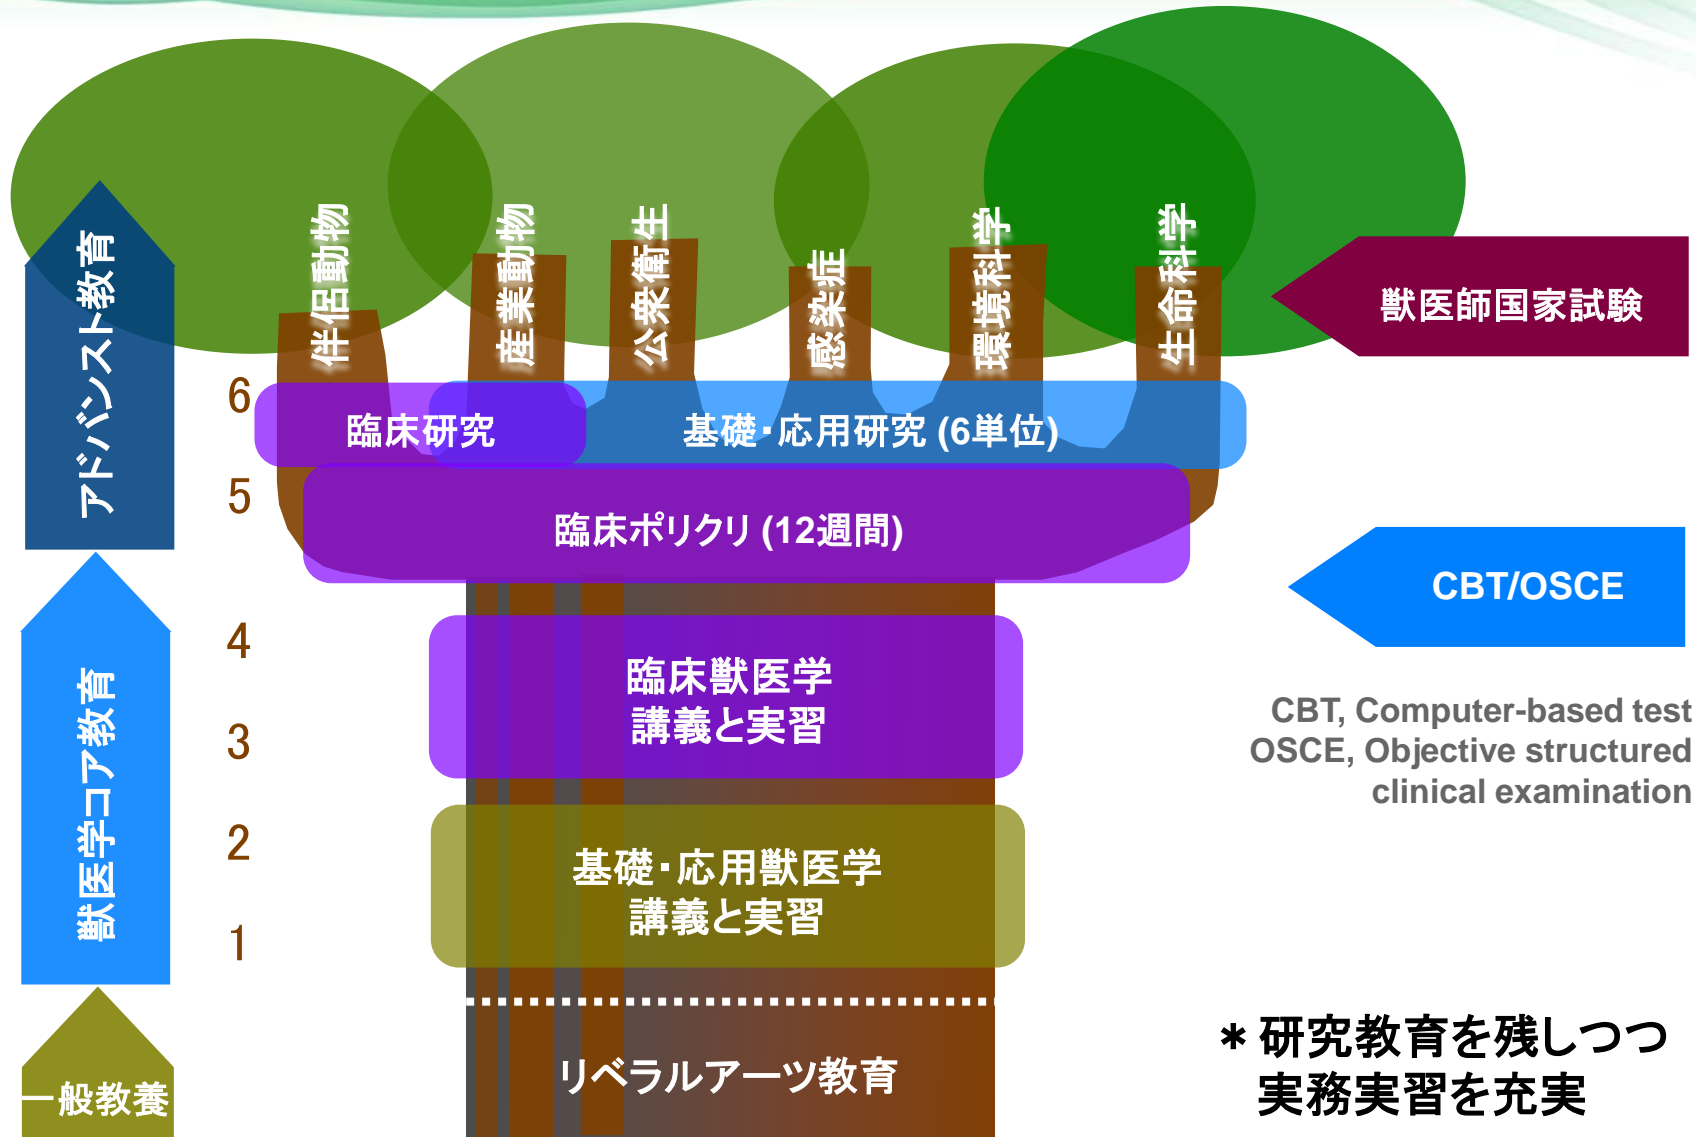 伴侶動物
産業動物
公衆衛生
感染症
環境科学
生命科学
獣医師国家試験
アドバンスト教育
6
臨床研究
基礎・応用研究 (6単位)
5
臨床ポリクリ (12週間)
CBT/OSCE
4
臨床獣医学
講義と実習
3
CBT, Computer-based test
OSCE, Objective structured
clinical examination
獣医学コア教育
2
基礎・応用獣医学
講義と実習
1
リベラルアーツ教育
一般教養
＊研究教育を残しつつ
実務実習を充実